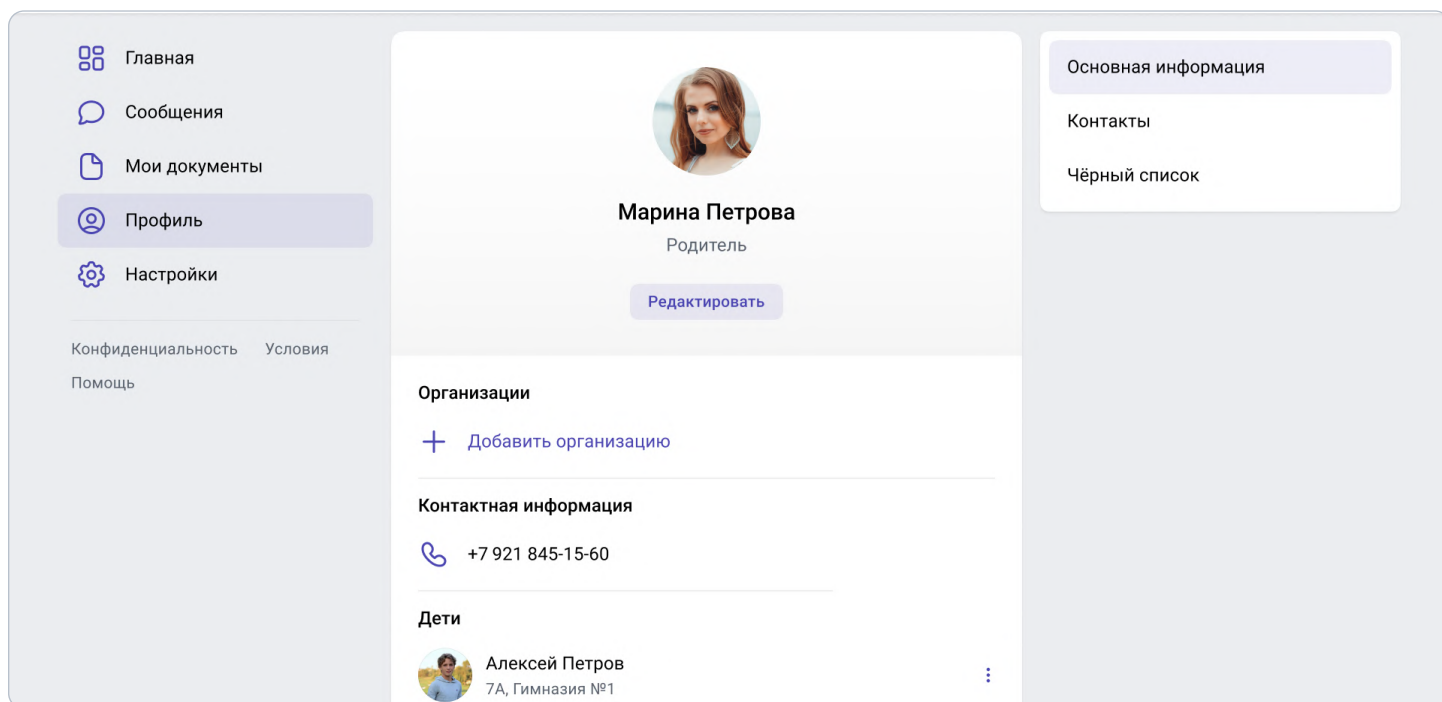 Главная
Сообщения
Мои документы
Профиль
Настройки
Конфиденциальность Условия
Помощь
Марина Петрова
Родитель
Редактировать
Организации
Добавить организацию
Контактная информация
+7 921 845-15-60
Дети
Алексей Петров
7А, Гимназия №1
Основная информация
Контакты
Чёрный список